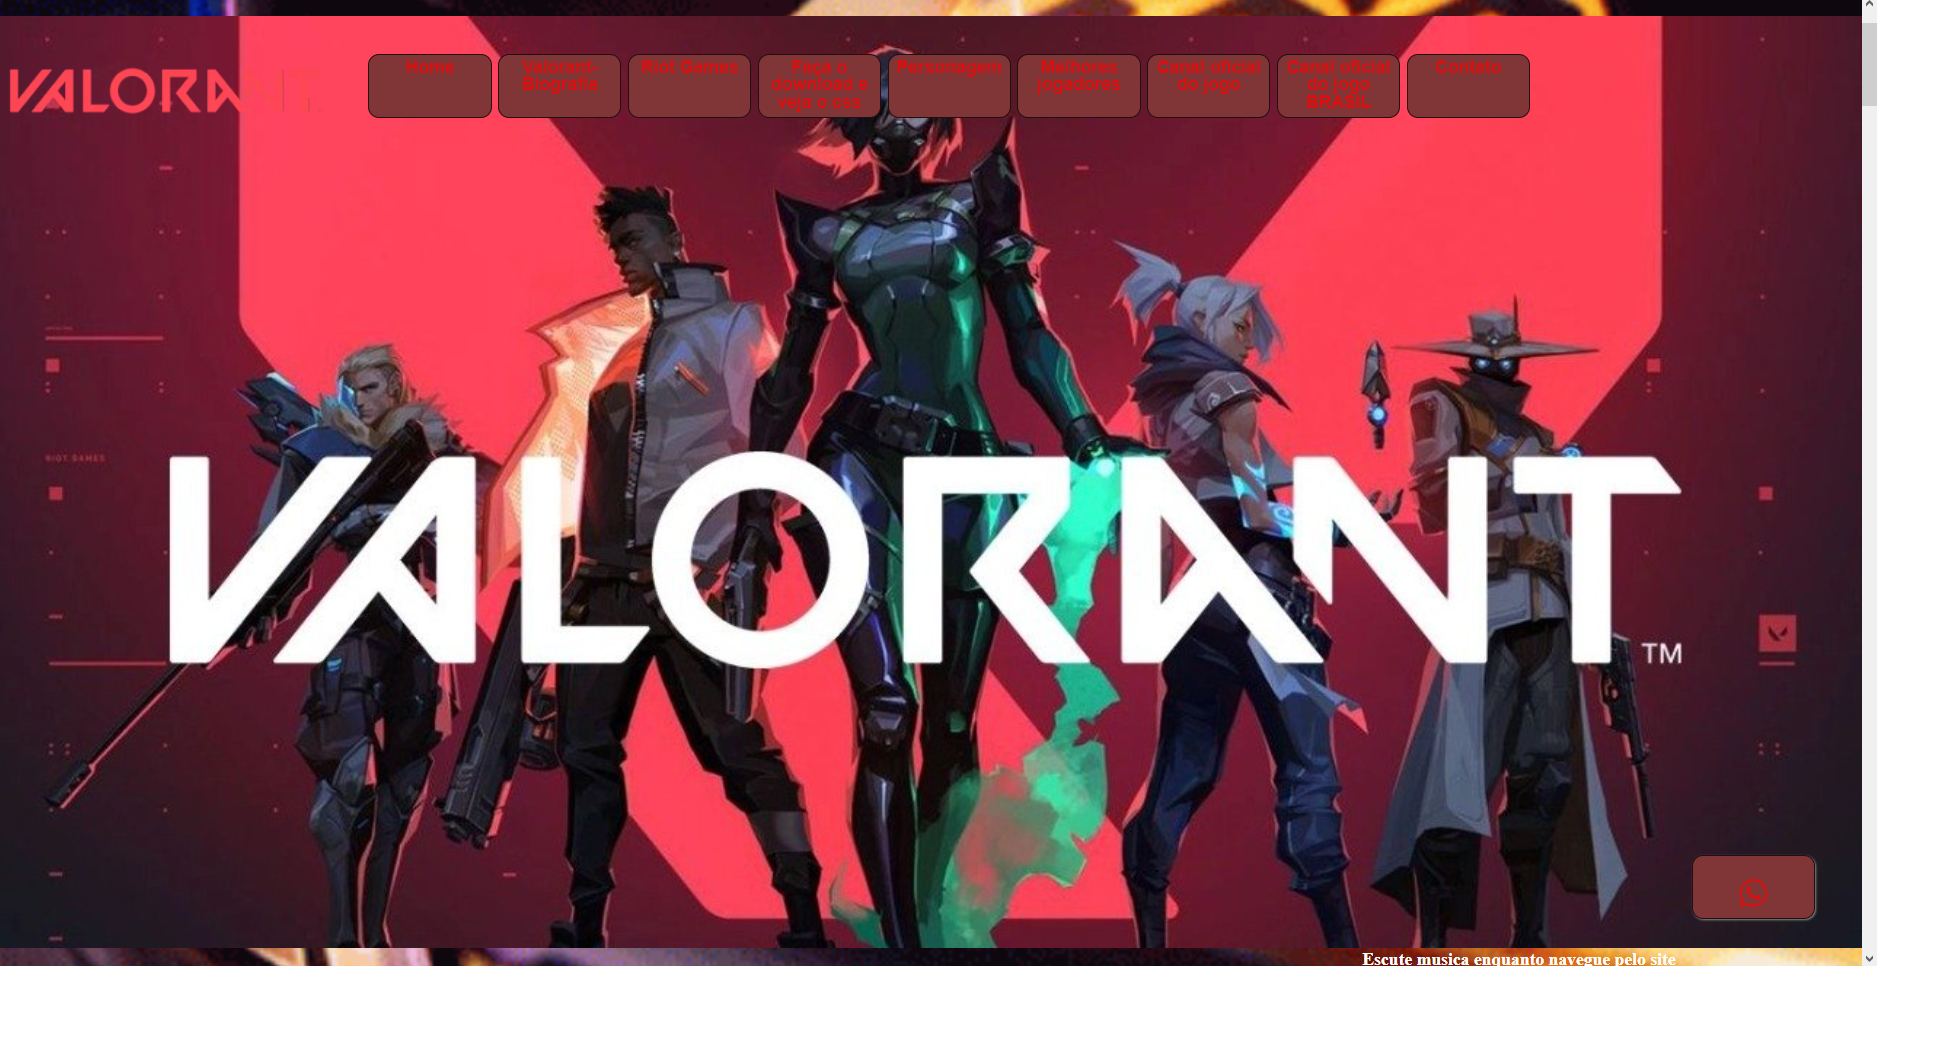 VALORANT
Home
Valorant-
Biografia
Riot Games
Faça o
download e
veja o css
Personagem
Melhores
jogadores
Canal oficial
do jogo
Canal oficial
do jogo
BRASIL
Contato
RIOT GAMES
VALORANT™
Escute musica enquanto navegue pelo site